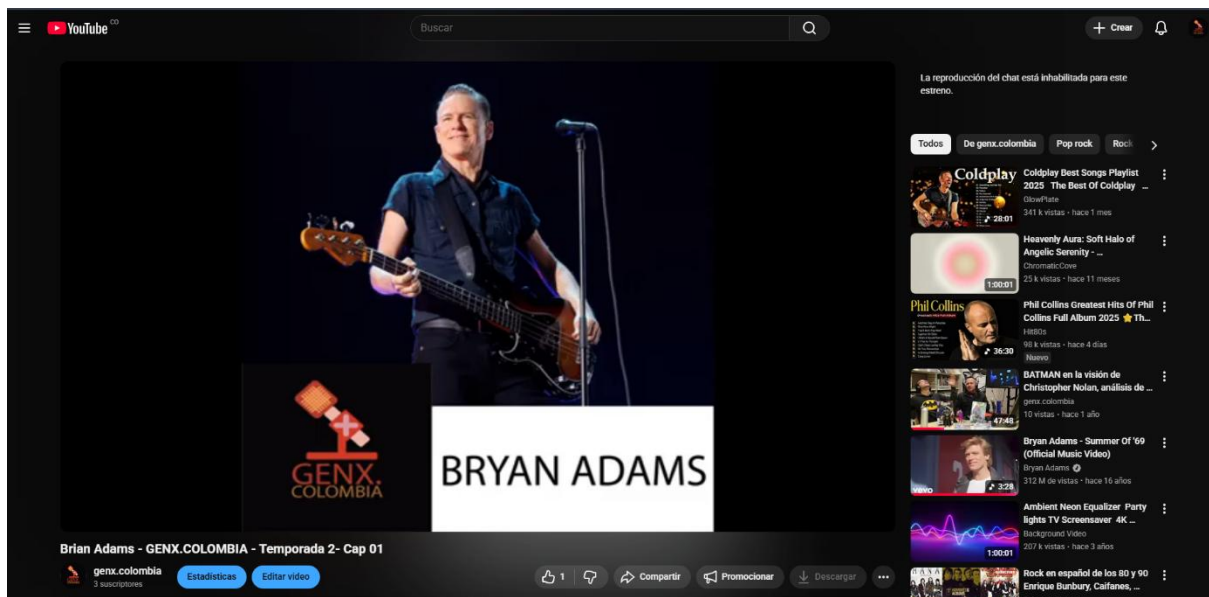 YouTube CO
Buscar
Crear
La reproducción del chat está inhabilitada para este
estreno.
Todos
De genx.colombia
Pop rock
Rock
GENX.
COLOMBIA
BRYAN ADAMS
Brian Adams - GENX.COLOMBIA - Temporada 2- Cap 01
genx.colombia
3 suscriptores
Estadísticas
Editar video
1
Compartir
Promocionar
Descargar
Coldplay
28:01
Coldplay Best Songs Playlist
2025 The Best Of Coldplay ...
GlowPlate
341 k vistas • hace 1 mes
1:00:01
Heavenly Aura: Soft Halo of
Angelic Serenity - ...
ChromaticCove
25 k vistas • hace 11 meses
Phil Collins
36:30
Phil Collins Greatest Hits Of Phil
Collins Full Album 2025 ⭐Th...
Hit80s
98 k vistas • hace 4 días
Nuevo
47:48
BATMAN en la visión de
Christopher Nolan, análisis de ...
genx.colombia
10 vistas • hace 1 año
vevo
3:28
Bryan Adams - Summer Of '69
(Official Music Video)
Bryan Adams
312 M de vistas • hace 16 años
1:00:01
Ambient Neon Equalizer Party
lights TV Screensaver 4K ...
Background Video
207 k vistas • hace 3 años
Rock en español de los 80 y 90
Enrique Bunbury, Caifanes, ...